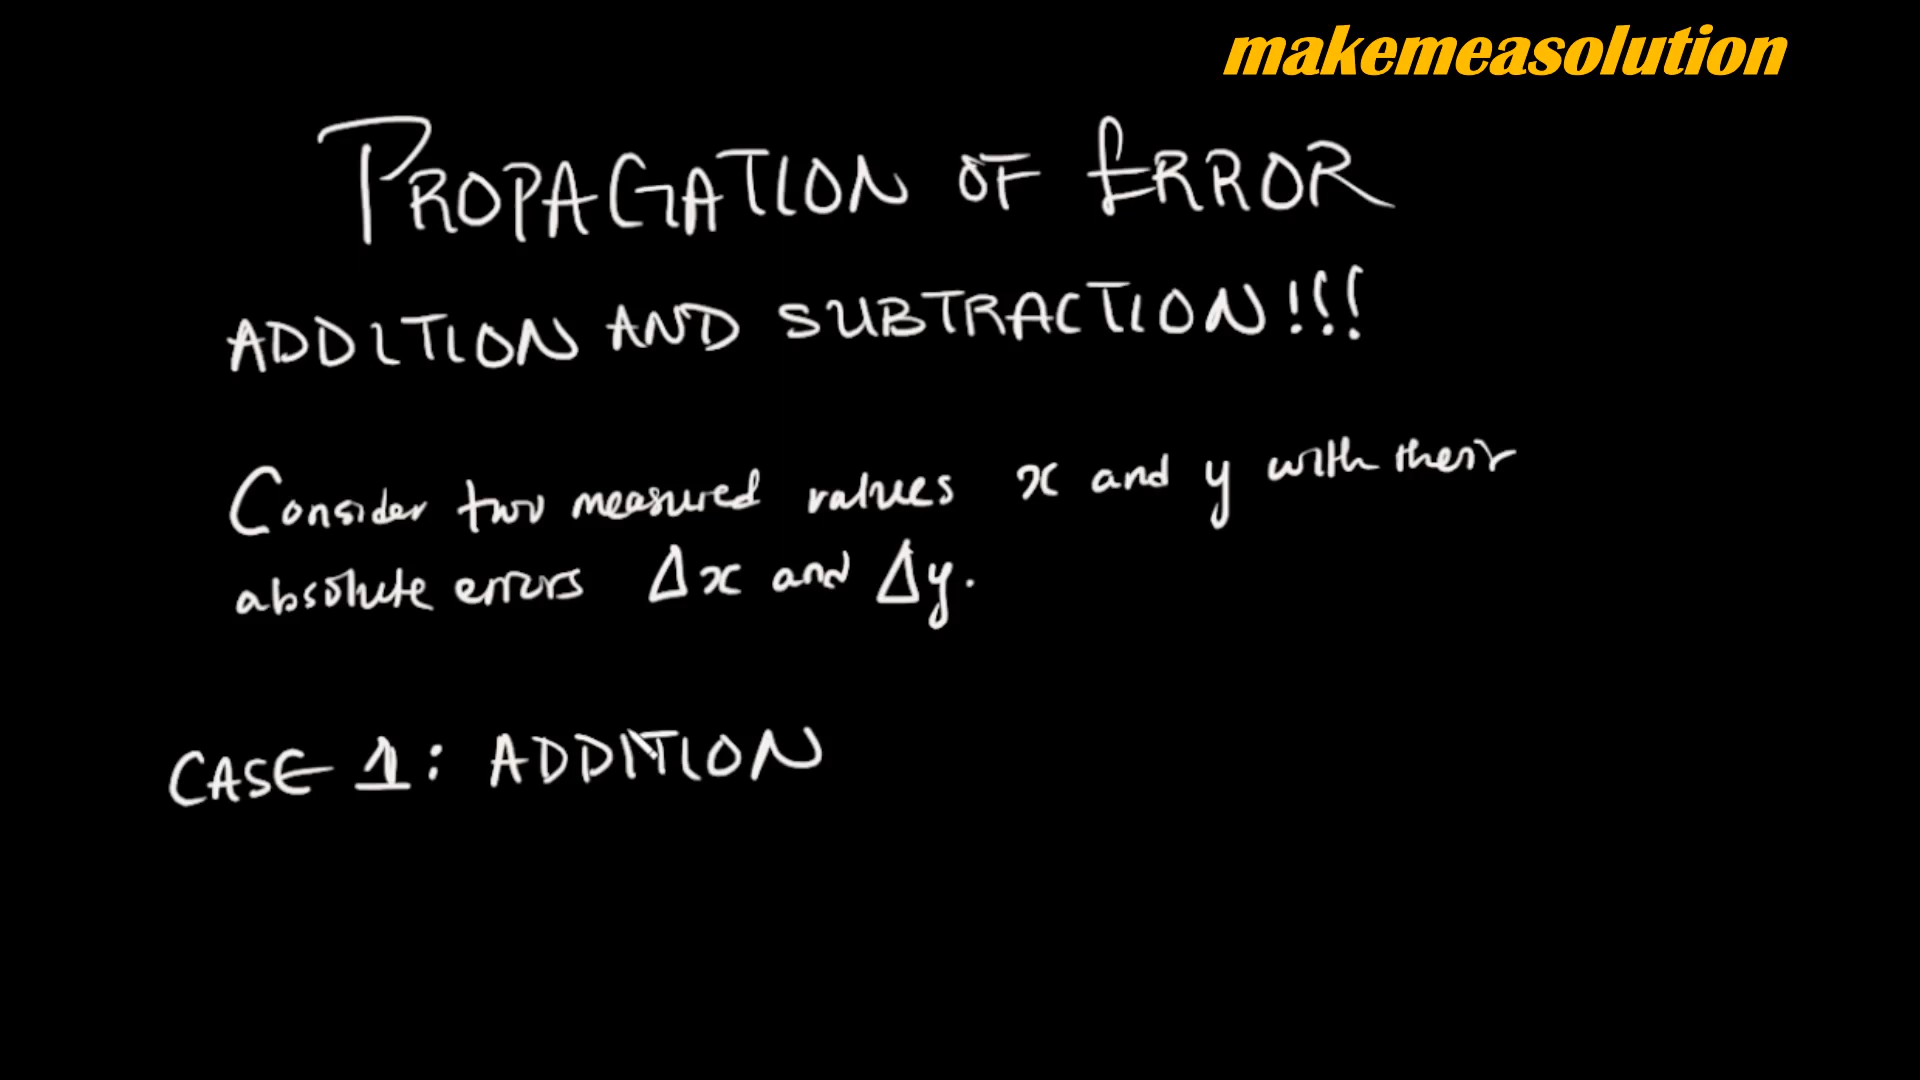 makemeasolution
PROPAGATION OF ERROR
ADDITION AND SUBTRACTION!!!
Consider two measured values x and y with their
absolute errors Δx and Δy.
CASE 1: ADDITION